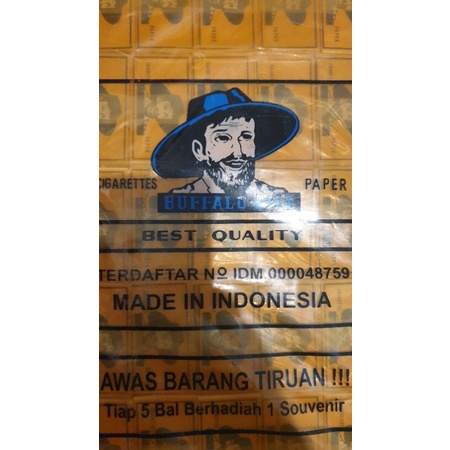 CIGARETTES PAPER
BUFFALO
BEST QUALITY
TERDAFTAR Nº IDM 000048759
MADE IN INDONESIA
AWAS BARANG TIRUAN !!!
Tiap 5 Bal Berhadiah 1 Souvenir